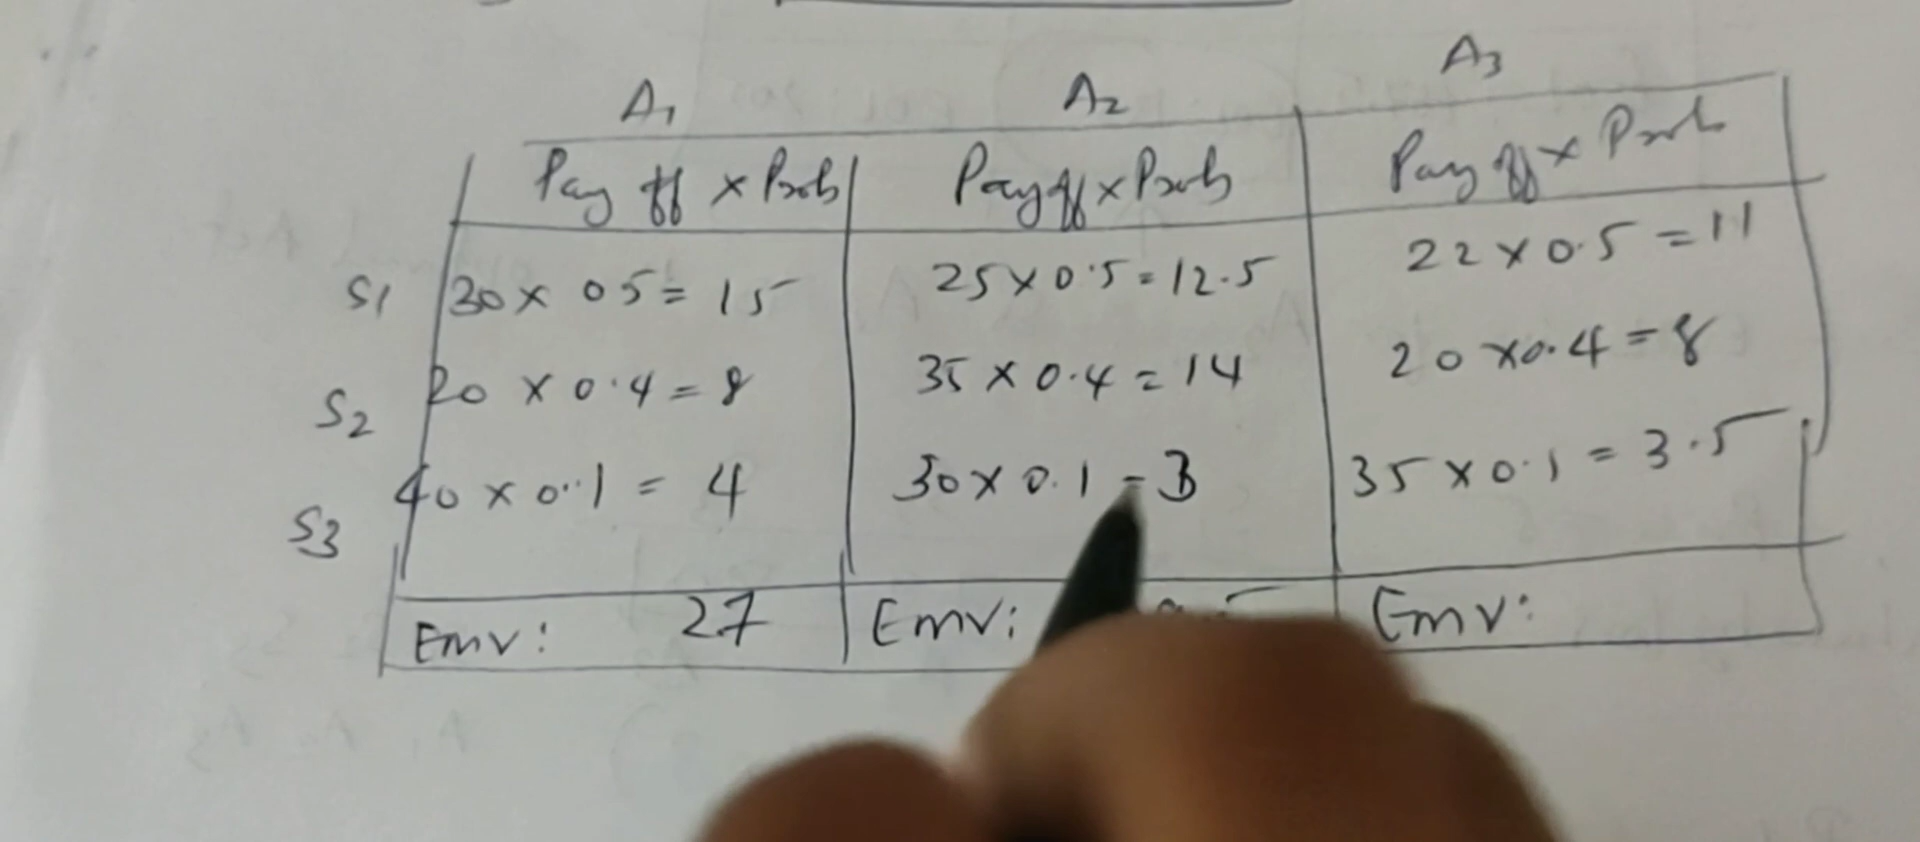 A1 A2 A3
Pay off x Prob Pay off x Prob Pay off x Prob
S1 30 x 05 = 15 25 x 0.5 = 12.5 22 x 0.5 = 11
S2 20 x 0.4 = 8 35 x 0.4 = 14 20 x 0.4 = 8
S3 40 x 0.1 = 4 30 x 0.1 = 3 35 x 0.1 = 3.5
Emv: 27 Emv: Emv: